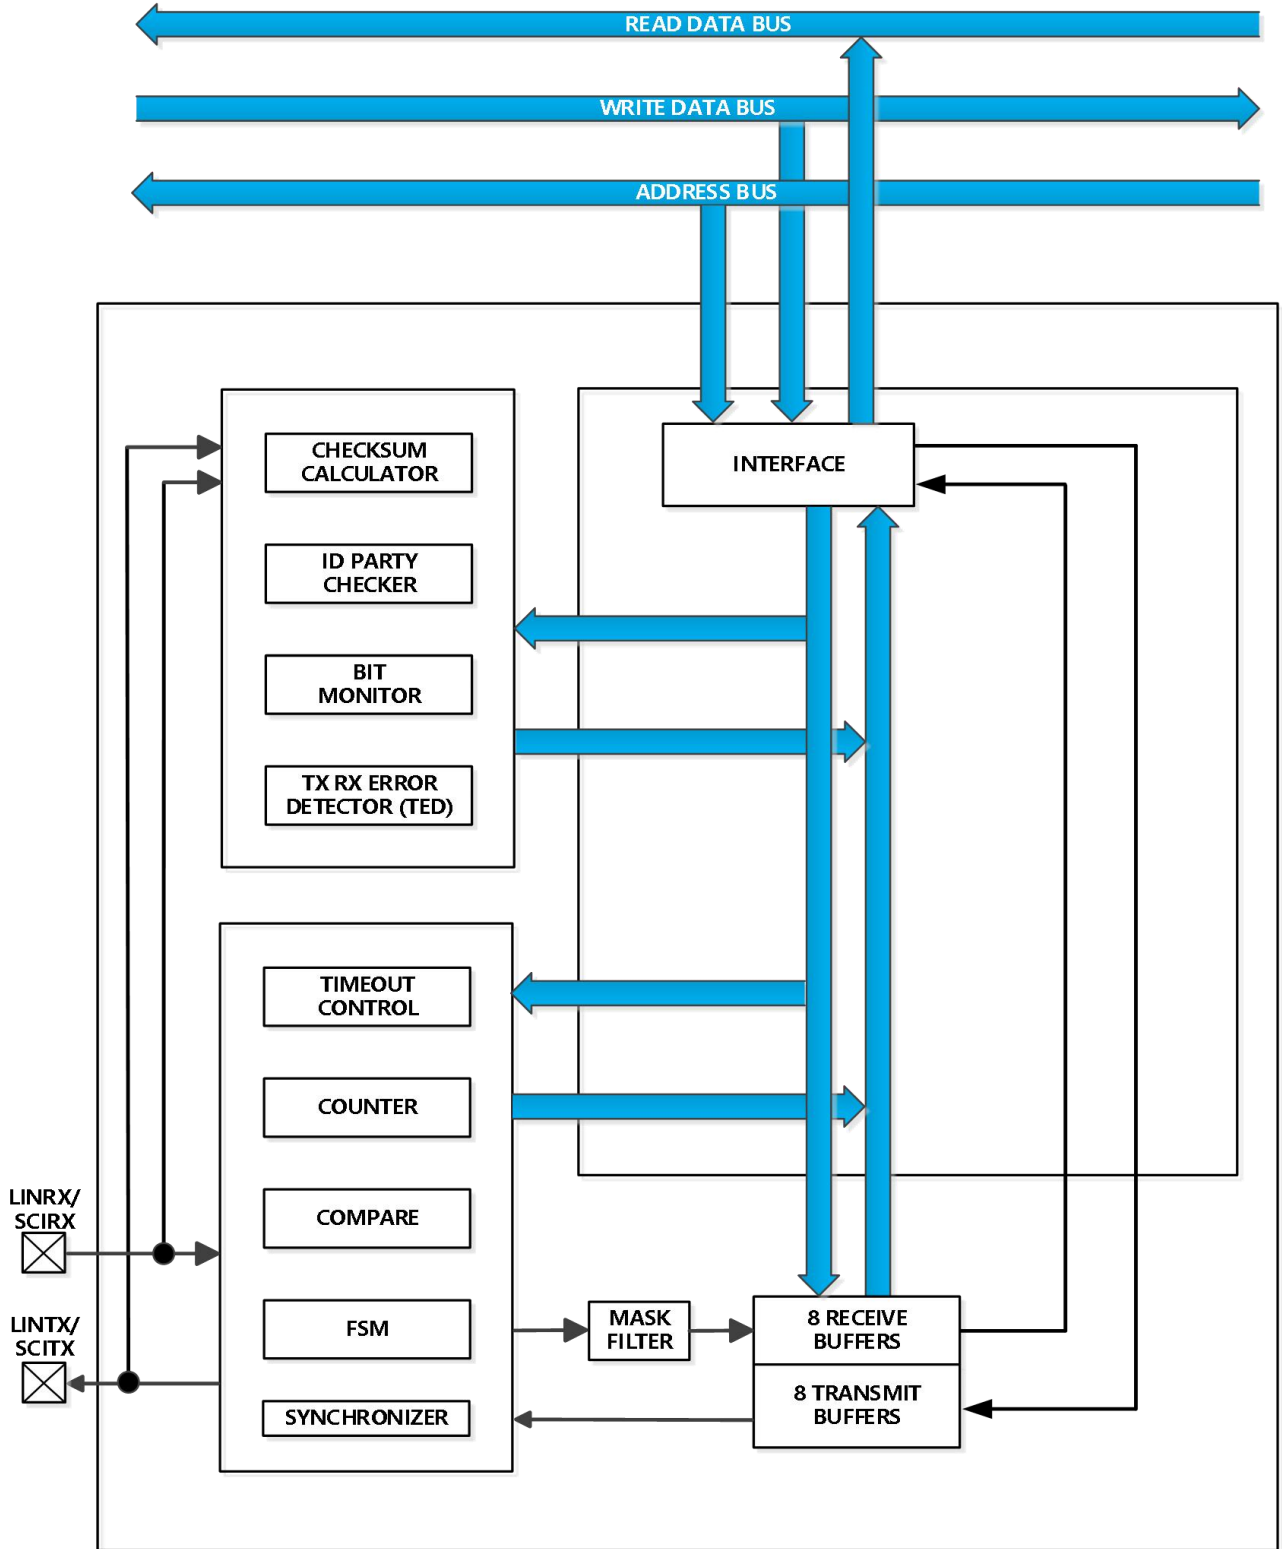 READ DATA BUS
WRITE DATA BUS
ADDRESS BUS
INTERFACE
CHECKSUM
CALCULATOR
ID PARTY
CHECKER
BIT
MONITOR
TX RX ERROR
DETECTOR (TED)
TIMEOUT
CONTROL
COUNTER
COMPARE
FSM
SYNCHRONIZER
LINRX/
SCIRX
LINTX/
SCITX
MASK
FILTER
8 RECEIVE
BUFFERS
8 TRANSMIT
BUFFERS